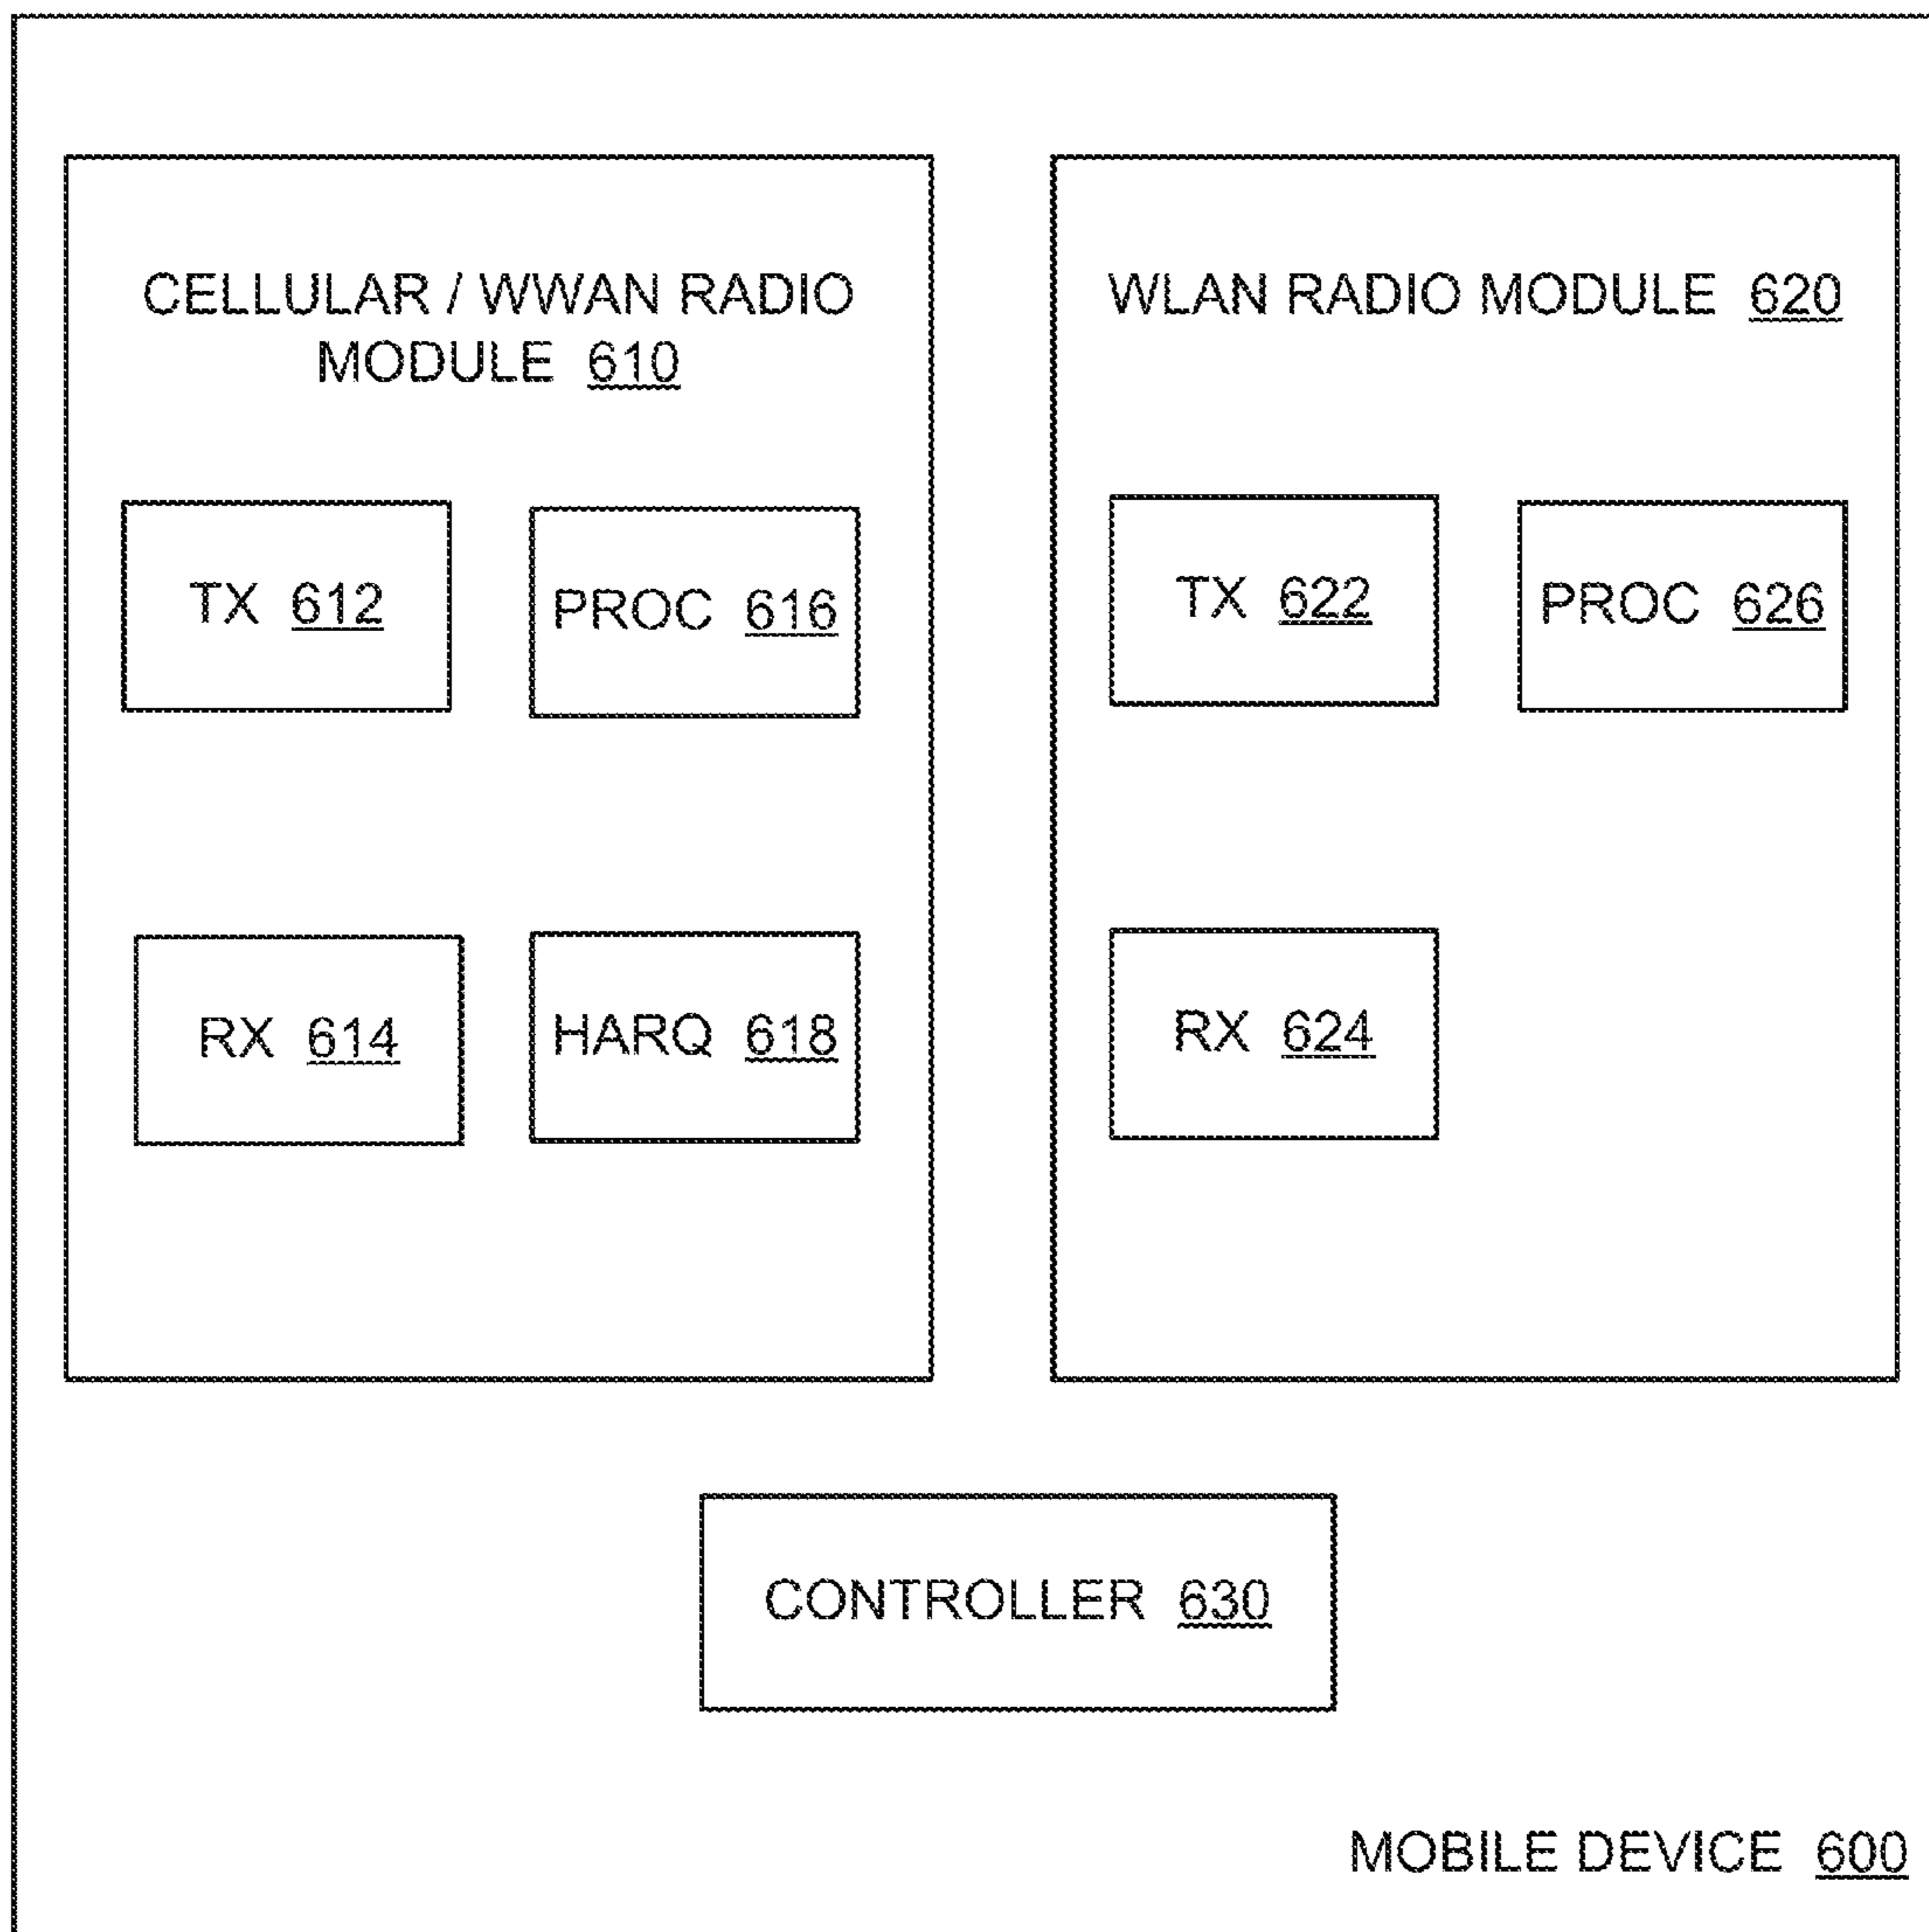 CELLULAR / WWAN RADIO
MODULE 610
TX 612
PROC 616
RX 614
HARQ 618
WLAN RADIO MODULE 620
TX 622
PROC 626
RX 624
CONTROLLER 630
MOBILE DEVICE 600